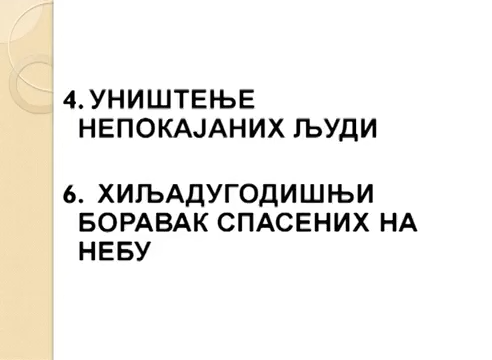 4. УНИШТЕЊЕ
НЕПОКАЈАНИХ ЉУДИ
6. ХИЉАДУГОДИШЊИ
БОРАВАК СПАСЕНИХ НА
НЕБУ